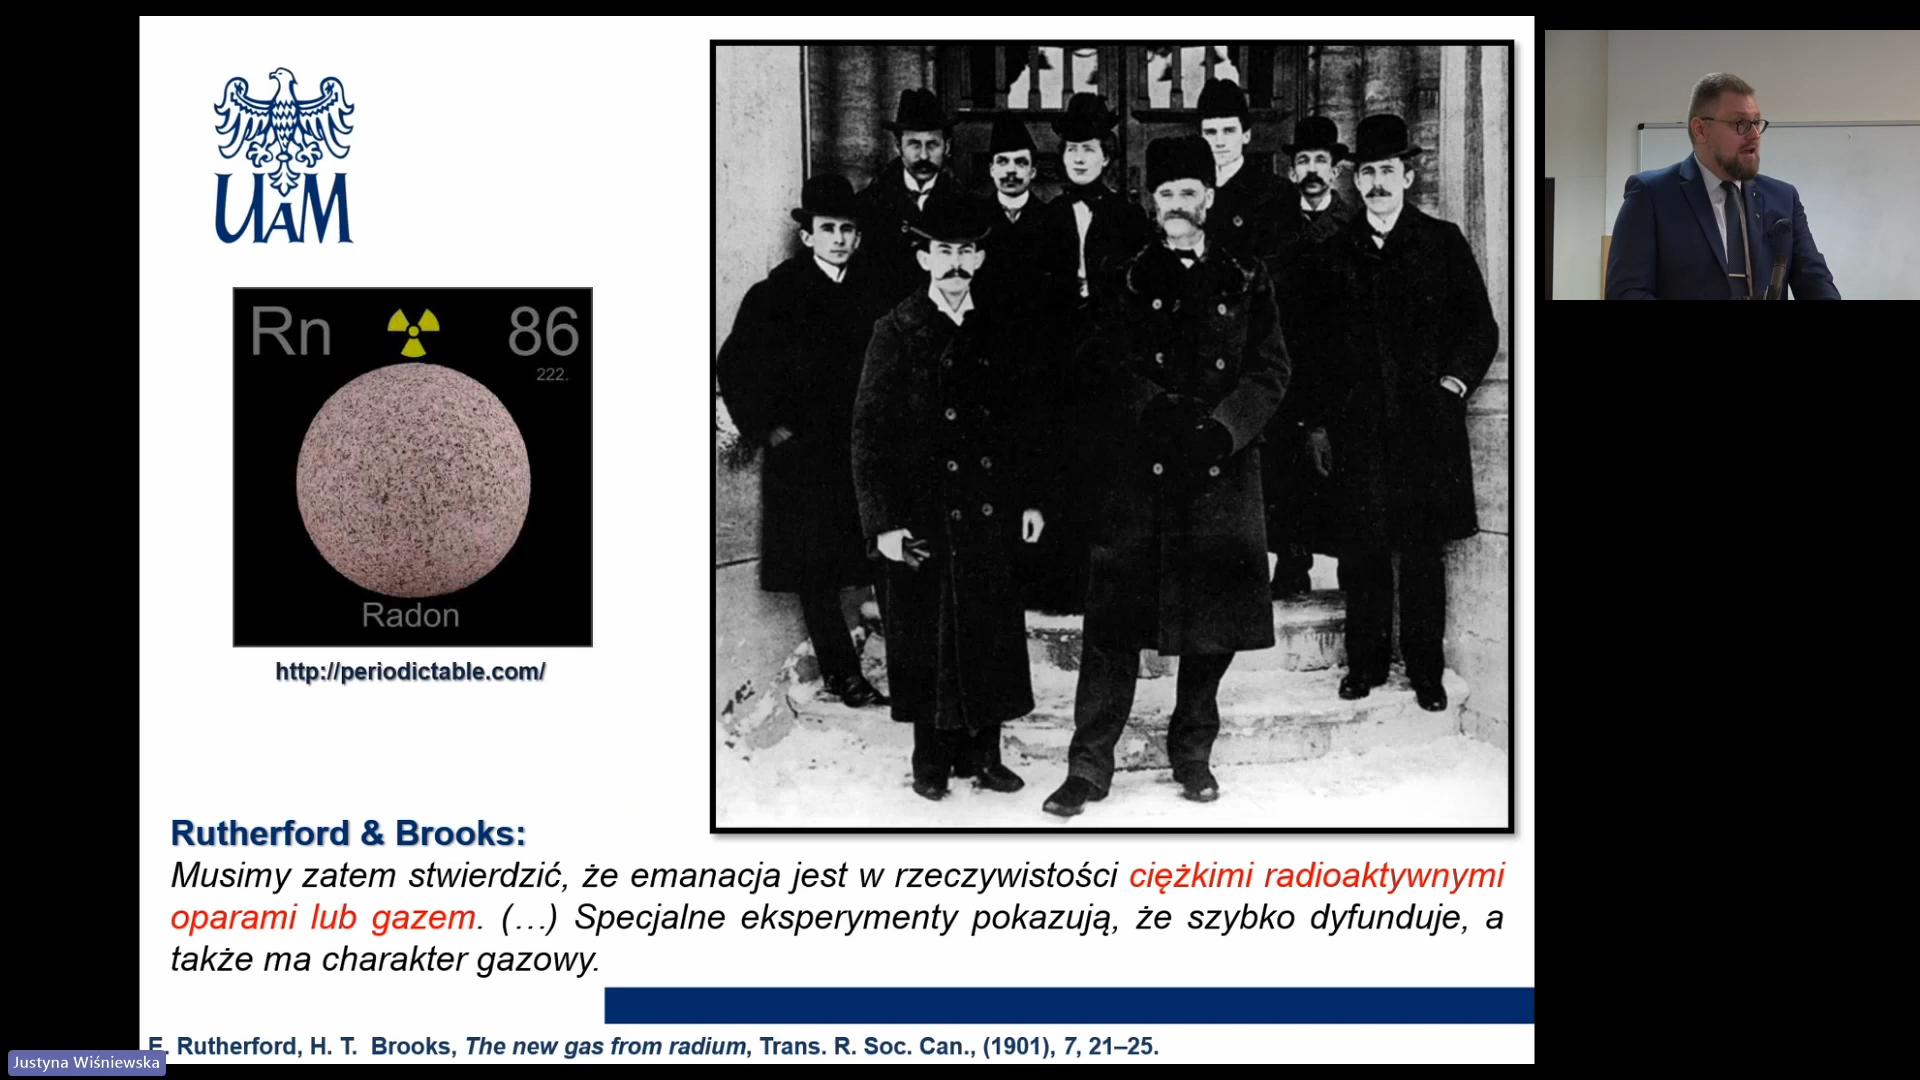 UAM
Rn 86
222.
Radon
http://periodictable.com/
Rutherford & Brooks:
Musimy zatem stwierdzić, że emanacja jest w rzeczywistości ciężkimi radioaktywnymi
oparami lub gazem. (…) Specjalne eksperymenty pokazują, że szybko dyfunduje, a
także ma charakter gazowy.
E. Rutherford, H. T. Brooks, The new gas from radium, Trans. R. Soc. Can., (1901), 7, 21–25.
Justyna Wiśniewska